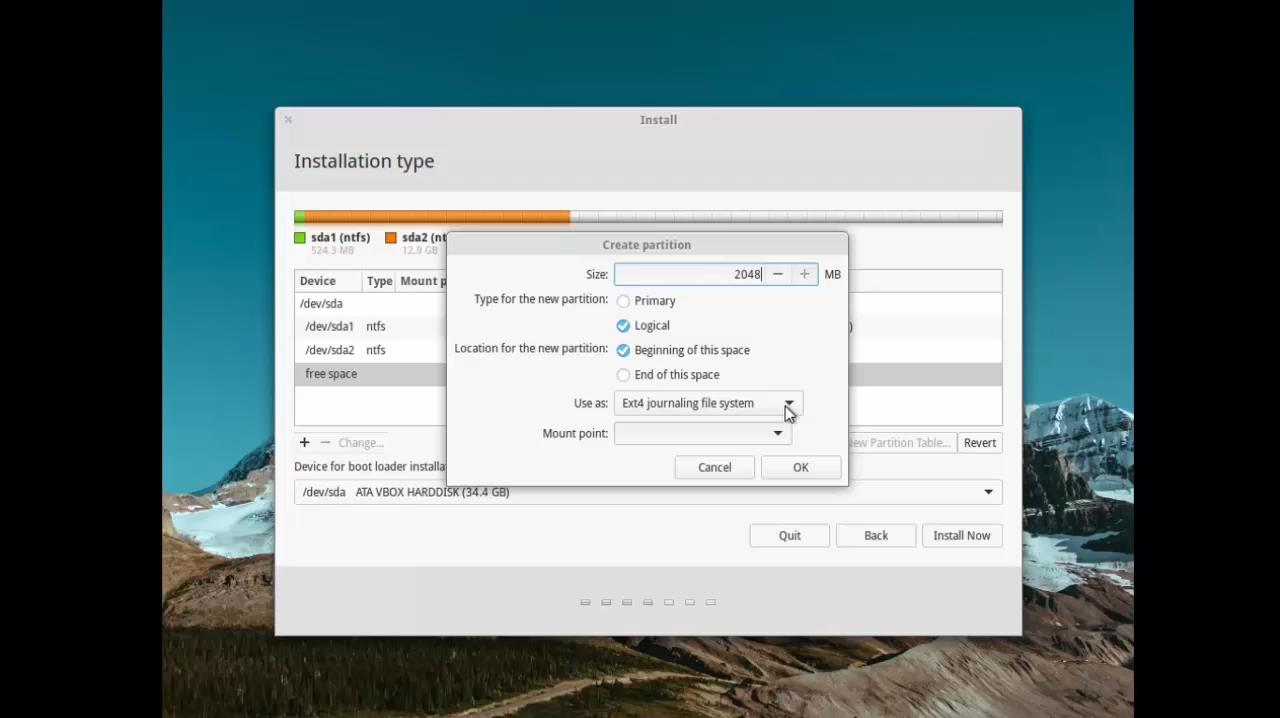 Install
Installation type
sda1 (ntfs) sda2 (nt
524.3 MB 12.9 GB
Create partition
Size: 2048 MB
Type for the new partition: Primary
Logical
Location for the new partition: Beginning of this space
End of this space
Use as: Ext4 journaling file system
Mount point:
Cancel OK
Device Type Mount p
/dev/sda
/dev/sda1 ntfs )
/dev/sda2 ntfs
free space
+ − Change... New Partition Table... Revert
Device for boot loader installa
/dev/sda ATA VBOX HARDDISK (34.4 GB)
Quit Back Install Now